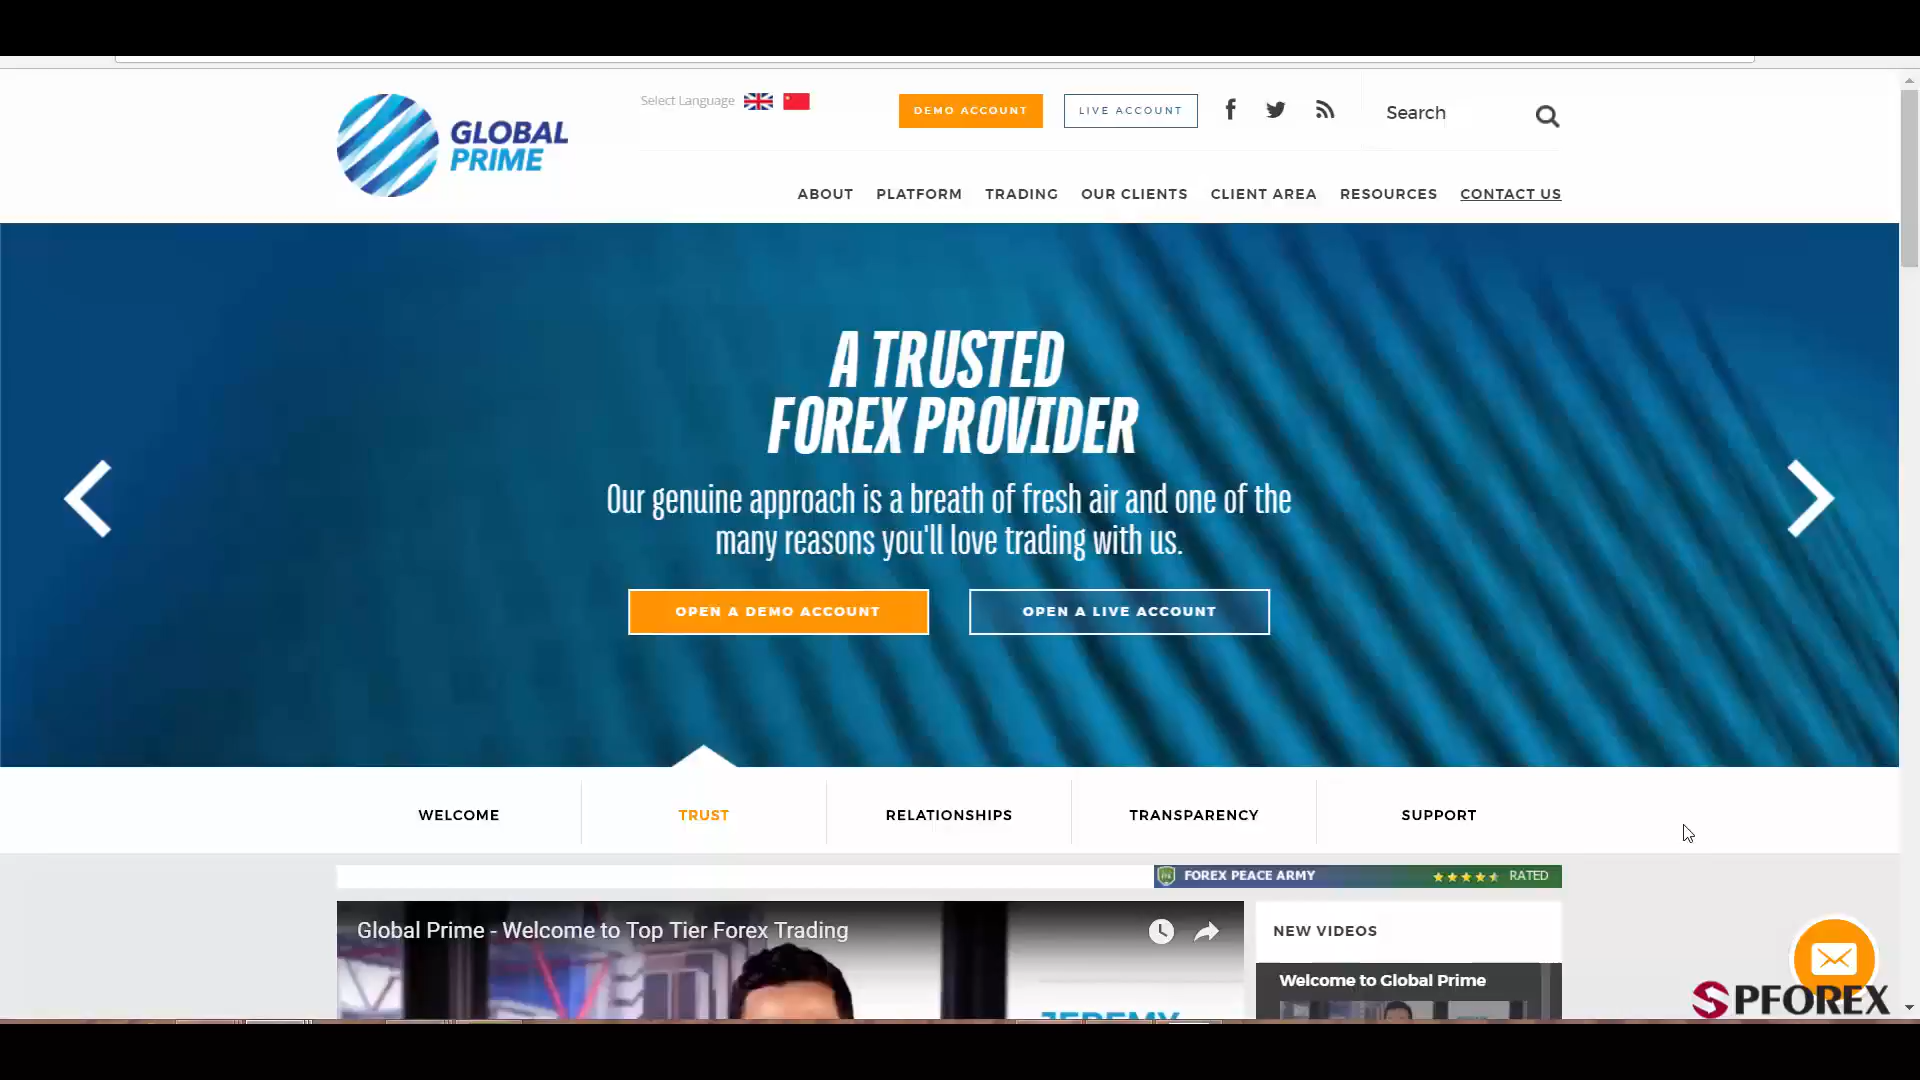 GLOBAL
PRIME
Select Language
DEMO ACCOUNT
LIVE ACCOUNT
Search
ABOUT
PLATFORM
TRADING
OUR CLIENTS
CLIENT AREA
RESOURCES
CONTACT US
A TRUSTED
FOREX PROVIDER
Our genuine approach is a breath of fresh air and one of the
many reasons you'll love trading with us.
OPEN A DEMO ACCOUNT
OPEN A LIVE ACCOUNT
WELCOME
TRUST
RELATIONSHIPS
TRANSPARENCY
SUPPORT
FOREX PEACE ARMY
RATED
Global Prime - Welcome to Top Tier Forex Trading
JEREMY
NEW VIDEOS
Welcome to Global Prime
SPFOREX